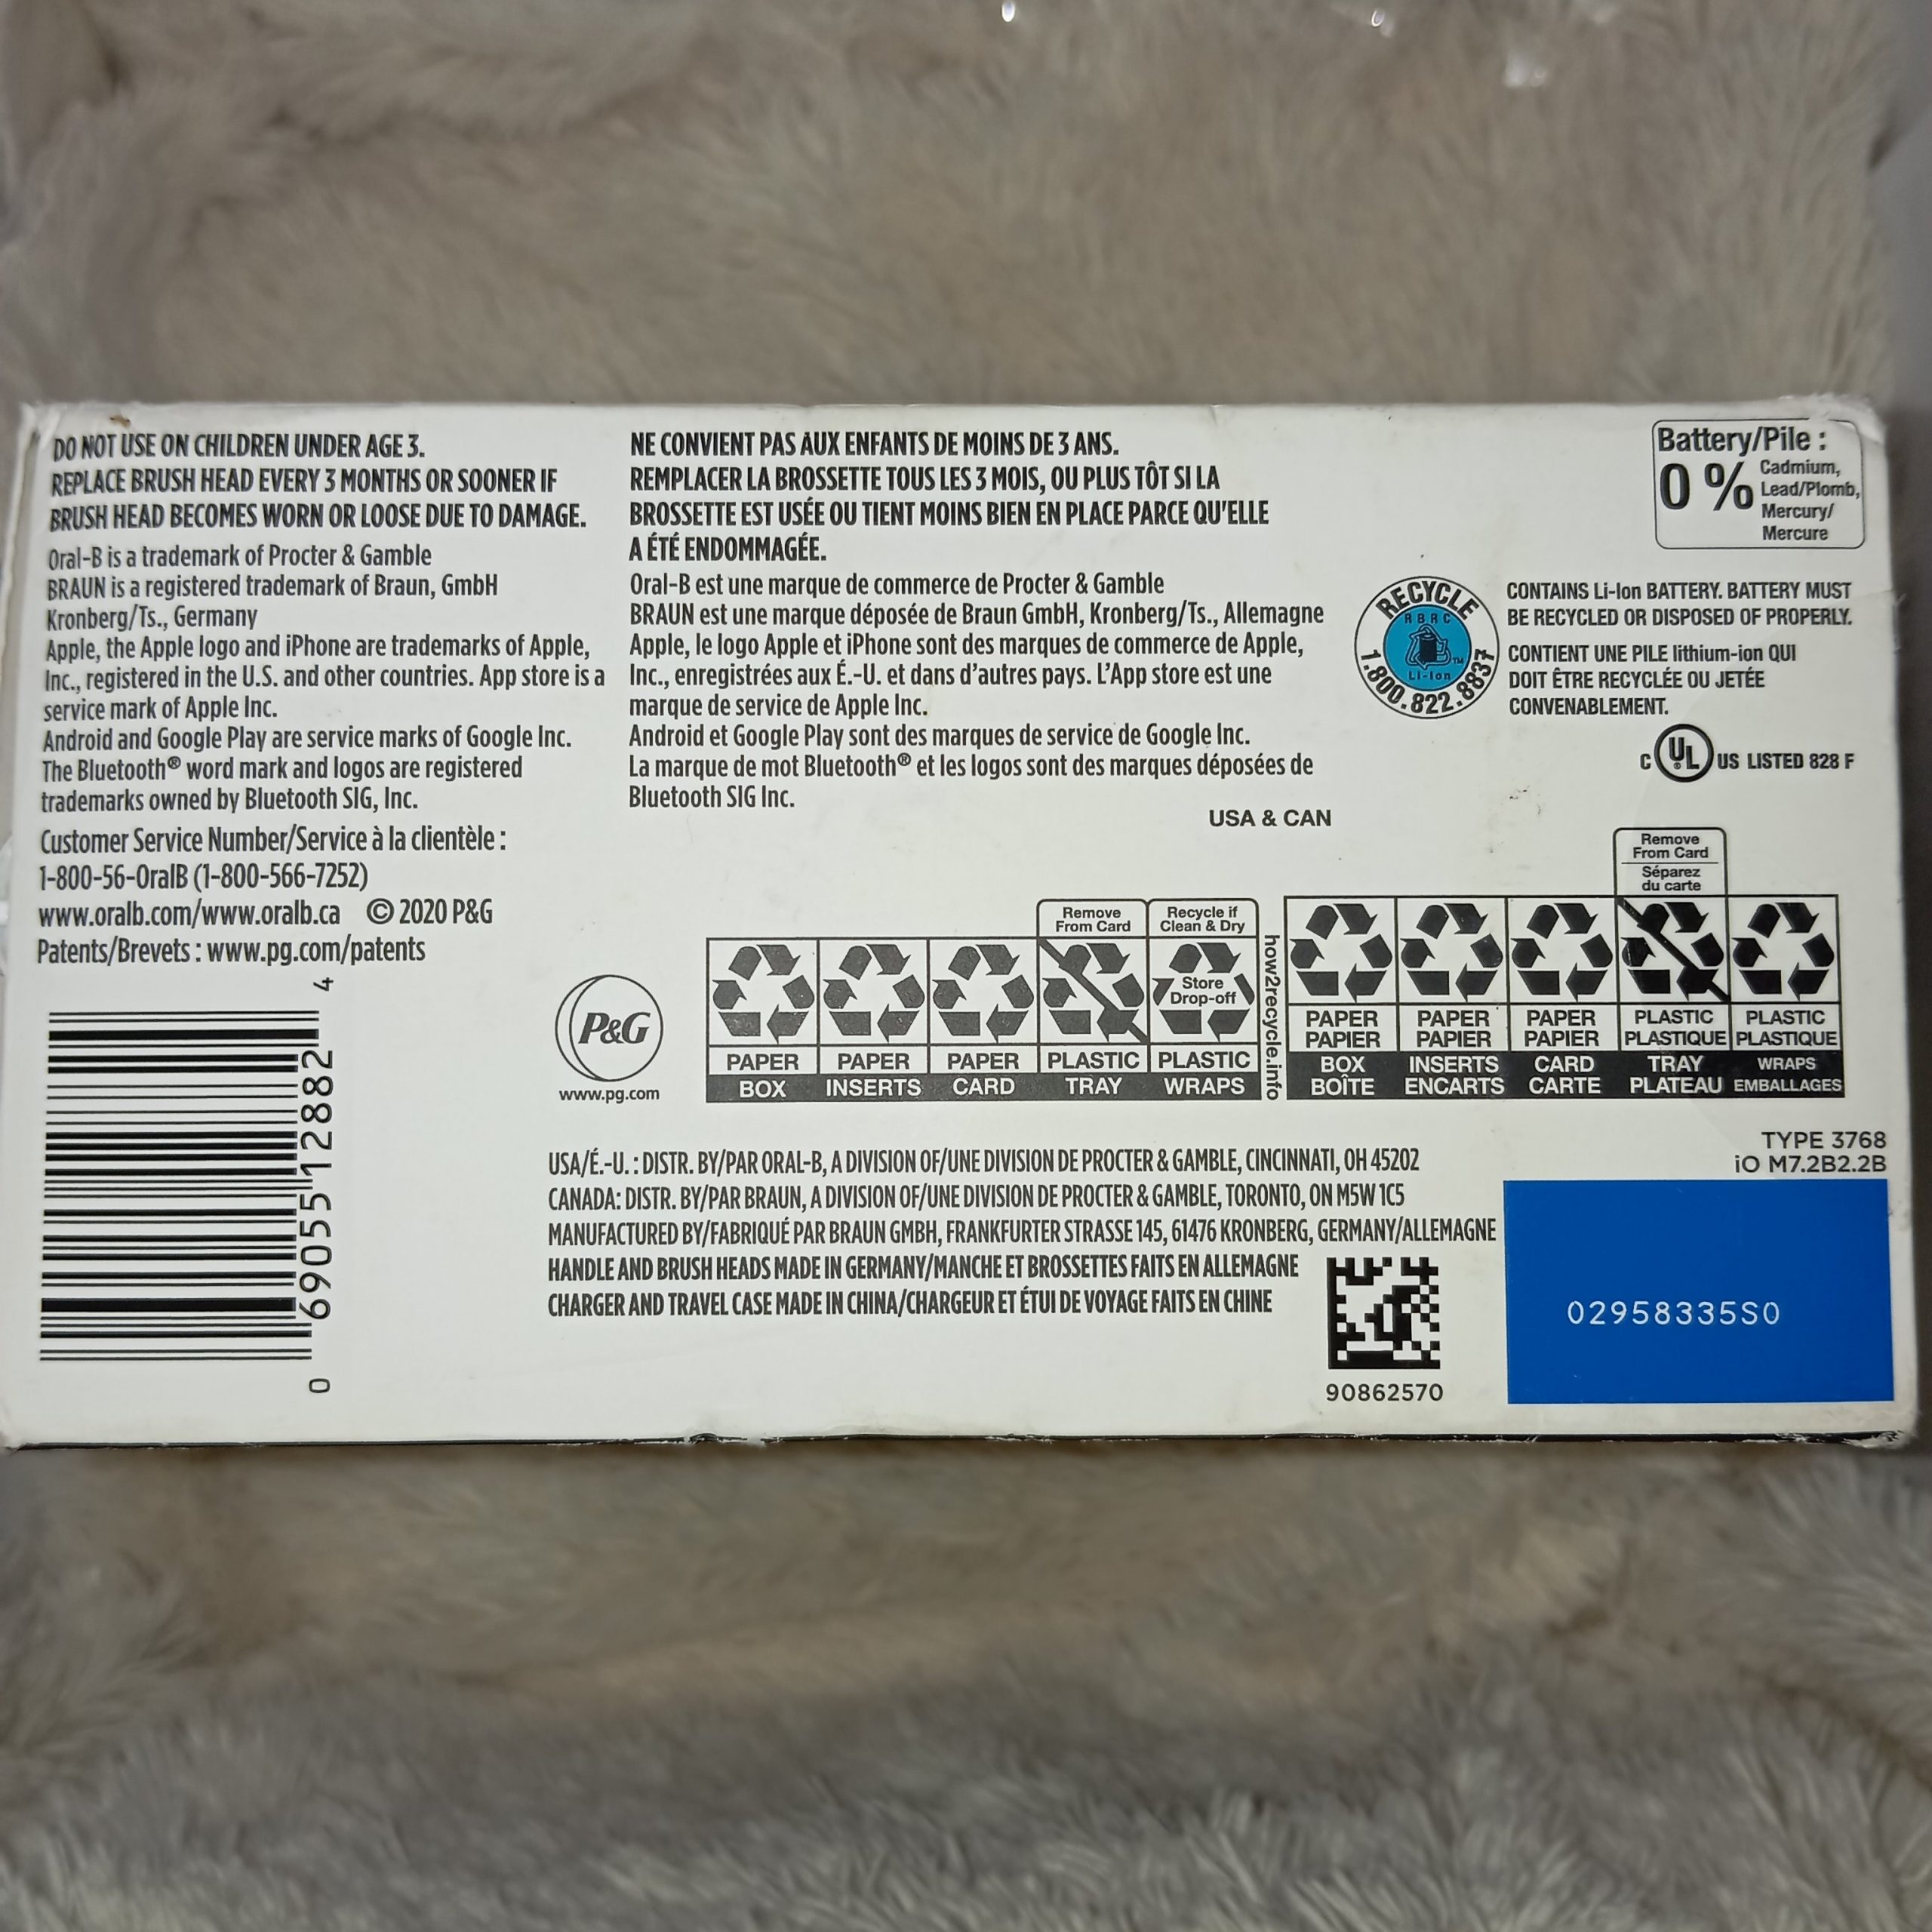 DO NOT USE ON CHILDREN UNDER AGE 3.
REPLACE BRUSH HEAD EVERY 3 MONTHS OR SOONER IF
BRUSH HEAD BECOMES WORN OR LOOSE DUE TO DAMAGE.
Oral-B is a trademark of Procter & Gamble
BRAUN is a registered trademark of Braun, GmbH
Kronberg/Ts., Germany
Apple, the Apple logo and iPhone are trademarks of Apple,
Inc., registered in the U.S. and other countries. App store is a
service mark of Apple Inc.
Android and Google Play are service marks of Google Inc.
The Bluetooth® word mark and logos are registered
trademarks owned by Bluetooth SIG, Inc.
Customer Service Number/Service à la clientèle :
1-800-56-OralB (1-800-566-7252)
www.oralb.com/www.oralb.ca © 2020 P&G
Patents/Brevets : www.pg.com/patents
0 69055 12882 4
NE CONVIENT PAS AUX ENFANTS DE MOINS DE 3 ANS.
REMPLACER LA BROSSETTE TOUS LES 3 MOIS, OU PLUS TÔT SI LA
BROSSETTE EST USÉE OU TIENT MOINS BIEN EN PLACE PARCE QU'ELLE
A ÉTÉ ENDOMMAGÉE.
Oral-B est une marque de commerce de Procter & Gamble
BRAUN est une marque déposée de Braun GmbH, Kronberg/Ts., Allemagne
Apple, le logo Apple et iPhone sont des marques de commerce de Apple,
Inc., enregistrées aux É.-U. et dans d'autres pays. L'App store est une
marque de service de Apple Inc.
Android et Google Play sont des marques de service de Google Inc.
La marque de mot Bluetooth® et les logos sont des marques déposées de
Bluetooth SIG Inc.
USA & CAN
Battery/Pile :
0 %
Cadmium,
Lead/Plomb,
Mercury/
Mercure
RECYCLE
RBRC
TM
Li-Ion
1.800.822.8837
CONTAINS Li-Ion BATTERY. BATTERY MUST
BE RECYCLED OR DISPOSED OF PROPERLY.
CONTIENT UNE PILE lithium-ion QUI
DOIT ÊTRE RECYCLÉE OU JETÉE
CONVENABLEMENT.
C UL ® US LISTED 828 F
P&G
www.pg.com
Remove
From Card
Recycle if
Clean & Dry
Store
Drop-off
PAPER PAPER PAPER PLASTIC PLASTIC
BOX INSERTS CARD TRAY WRAPS
how2recycle.info
Remove
From Card
Séparez
du carte
PAPER PAPER PAPER PLASTIC PLASTIC
PAPIER PAPIER PAPIER PLASTIQUE PLASTIQUE
BOX INSERTS CARD TRAY WRAPS
BOÎTE ENCARTS CARTE PLATEAU EMBALLAGES
TYPE 3768
iO M7.2B2.2B
USA/É.-U. : DISTR. BY/PAR ORAL-B, A DIVISION OF/UNE DIVISION DE PROCTER & GAMBLE, CINCINNATI, OH 45202
CANADA: DISTR. BY/PAR BRAUN, A DIVISION OF/UNE DIVISION DE PROCTER & GAMBLE, TORONTO, ON M5W 1C5
MANUFACTURED BY/FABRIQUÉ PAR BRAUN GMBH, FRANKFURTER STRASSE 145, 61476 KRONBERG, GERMANY/ALLEMAGNE
HANDLE AND BRUSH HEADS MADE IN GERMANY/MANCHE ET BROSSETTES FAITS EN ALLEMAGNE
CHARGER AND TRAVEL CASE MADE IN CHINA/CHARGEUR ET ÉTUI DE VOYAGE FAITS EN CHINE
90862570
02958335S0